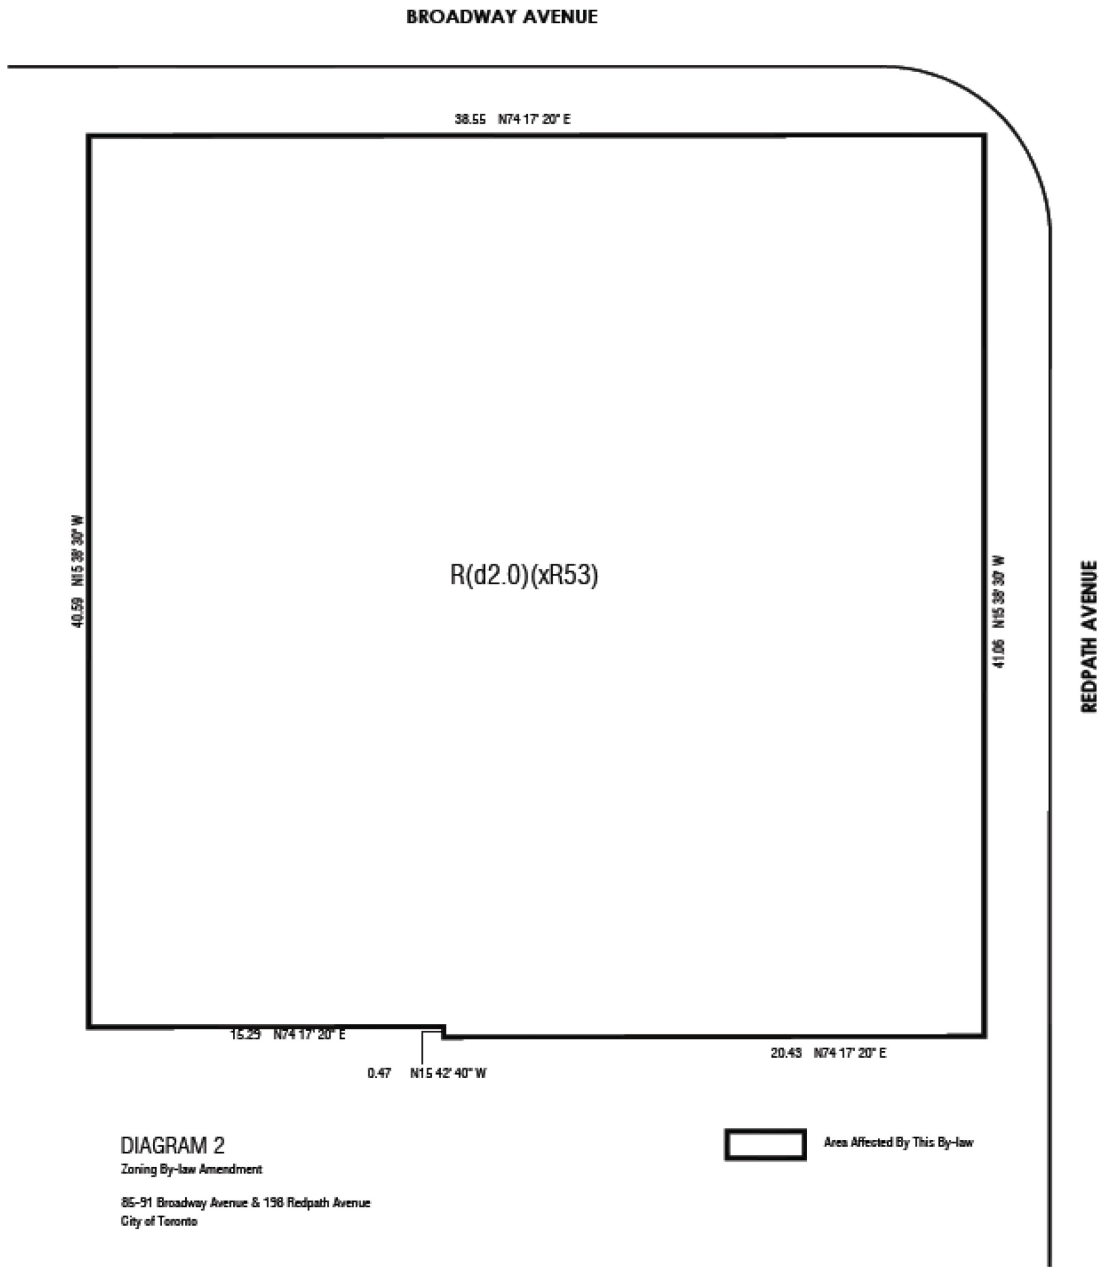 BROADWAY AVENUE
38.55 N74 17' 20" E
40.59 N15 38' 30" W
R(d2.0)(xR53)
41.06 N15 38' 30' W
REDPATH AVENUE
15.29 N74 17' 20" E
20.43 N74 17' 20" E
0.47 N15 42' 40" W
DIAGRAM 2
Zoning By-law Amendment
Area Affected By This By-law
85-91 Broadway Avenue & 198 Redpath Avenue
City of Toronto